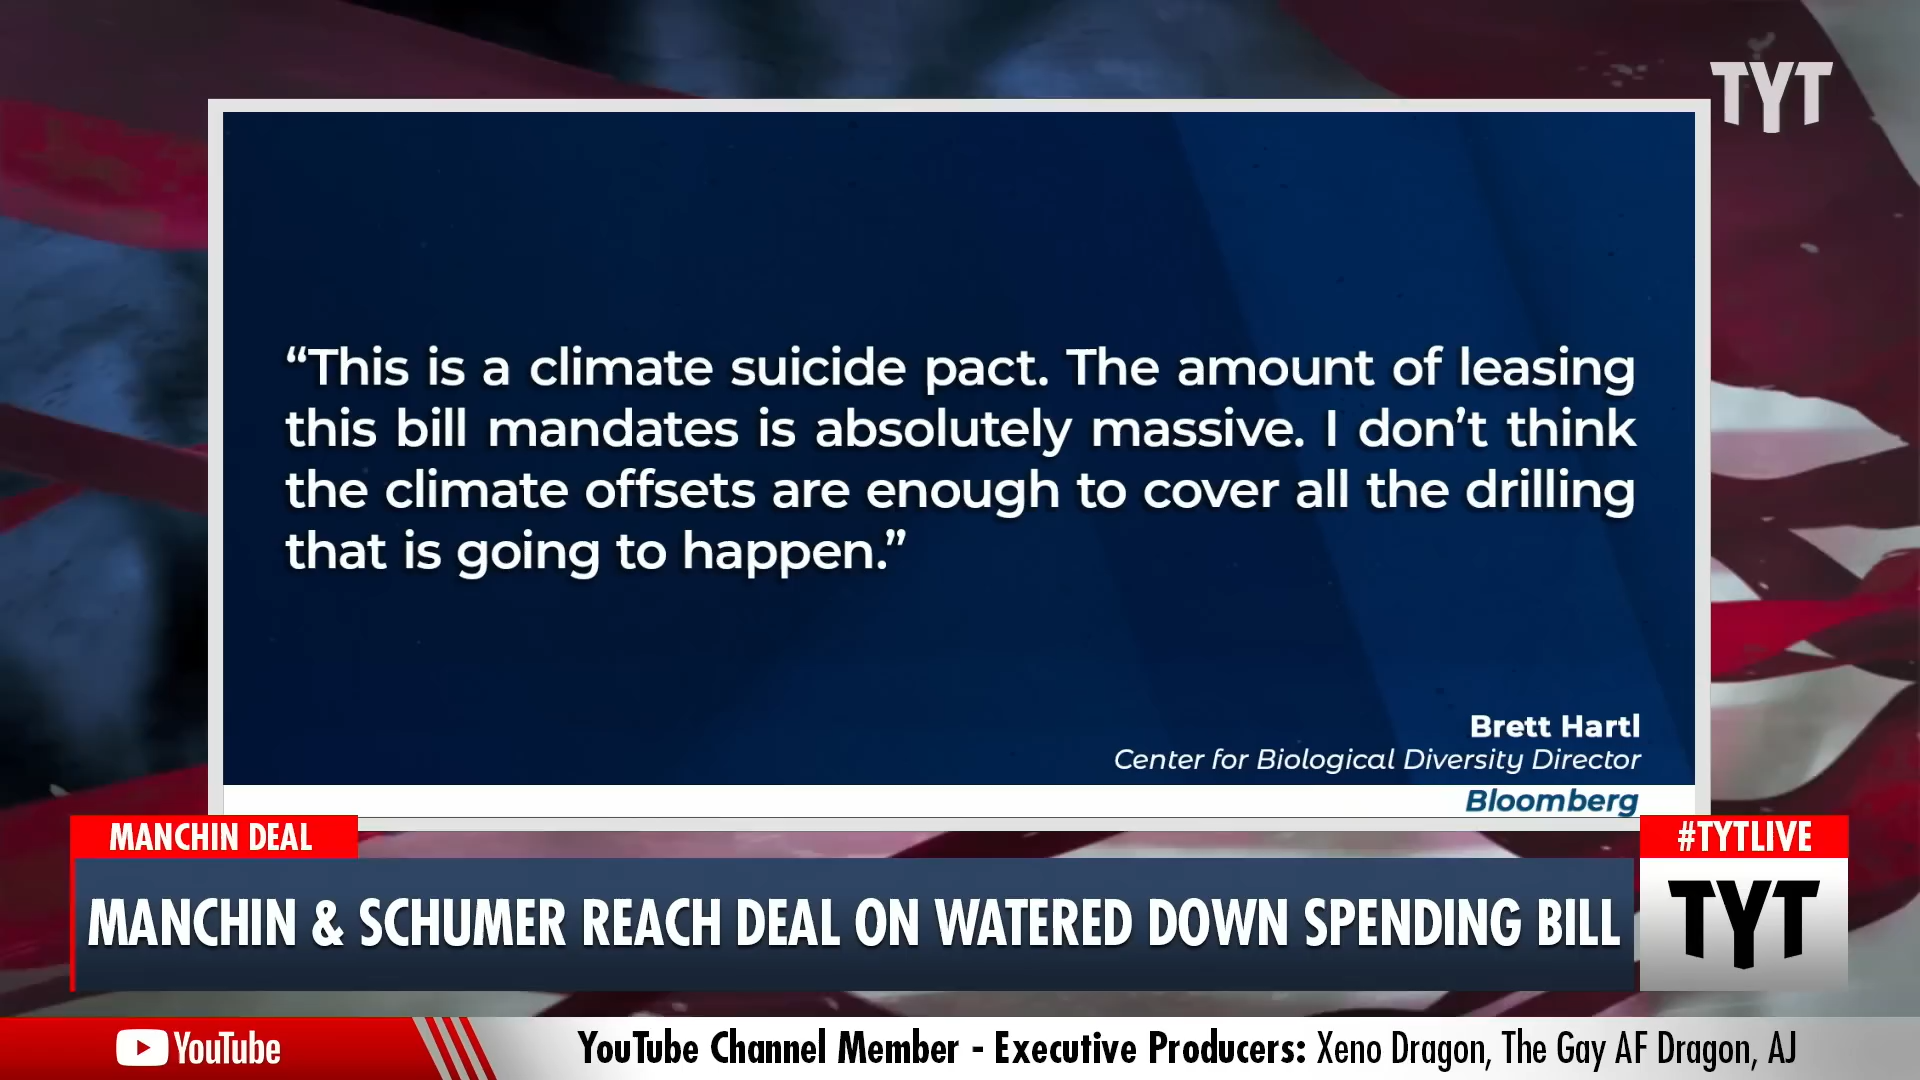 TYT
“This is a climate suicide pact. The amount of leasing
this bill mandates is absolutely massive. I don’t think
the climate offsets are enough to cover all the drilling
that is going to happen.”
Brett Hartl
Center for Biological Diversity Director
Bloomberg
MANCHIN DEAL
#TYTLIVE
MANCHIN & SCHUMER REACH DEAL ON WATERED DOWN SPENDING BILL
TYT
YouTube
YouTube Channel Member - Executive Producers: Xeno Dragon, The Gay AF Dragon, AJ